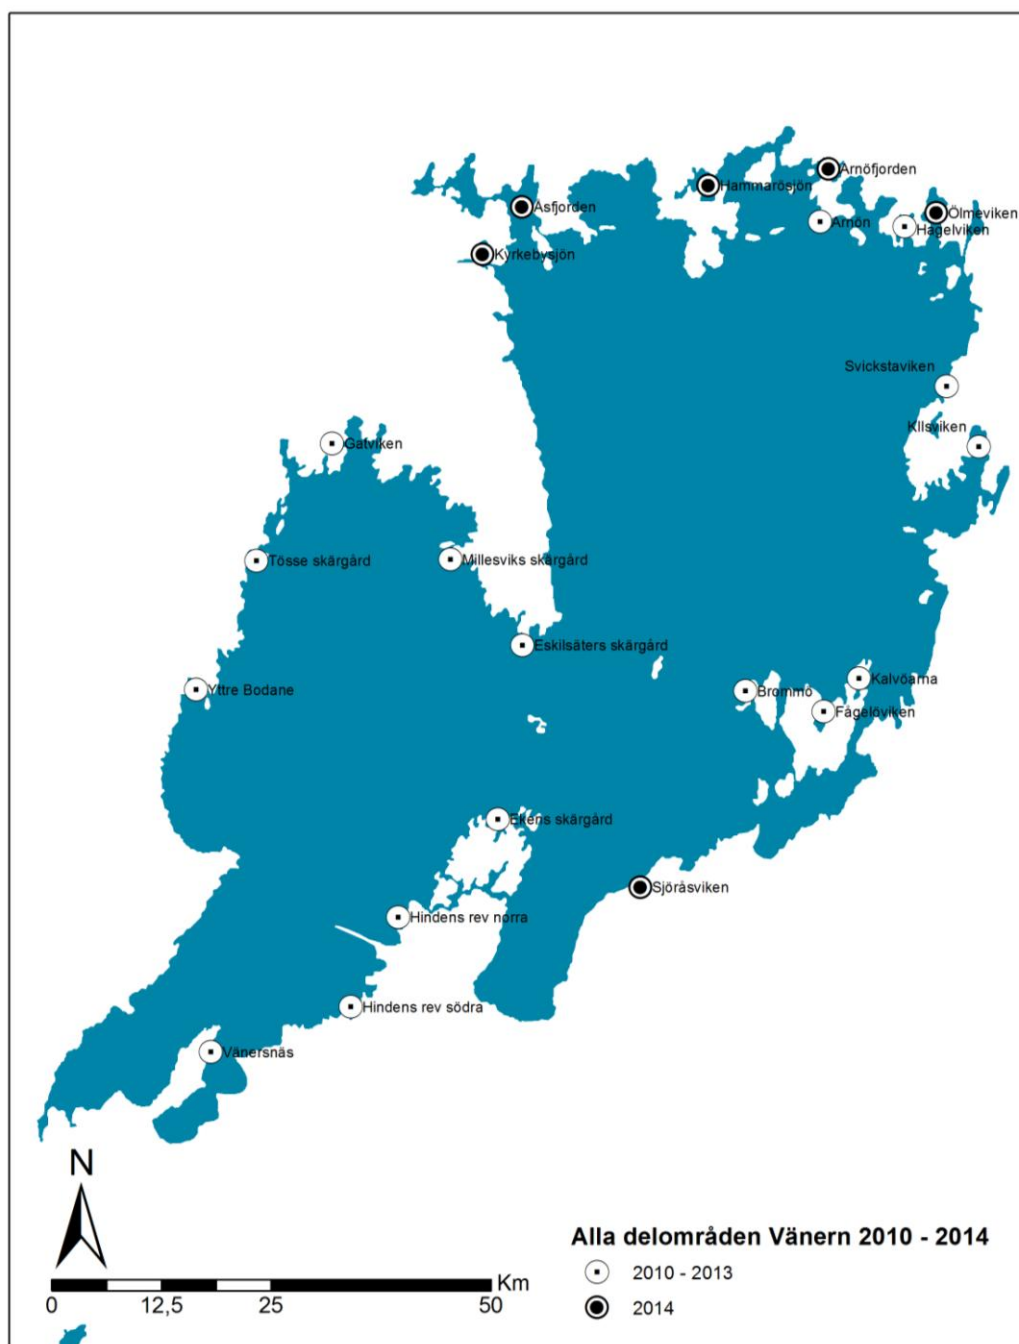 Arnöfjorden
Hammarösjön
Åsfjorden
Ölmeviken
Arnön
Hagelviken
Kyrkebysjön
Svickstaviken
KIlsviken
Gatviken
Tösse skärgård
Millesviks skärgård
Eskilsäters skärgård
Kalvöarna
Yttre Bodane
Brommö
Fågelöviken
Ekens skärgård
Sjöråsviken
Hindens rev norra
Hindens rev södra
Vänersnäs
N
Alla delområden Vänern 2010 - 2014
2010 - 2013
2014
Km
0 12,5 25 50